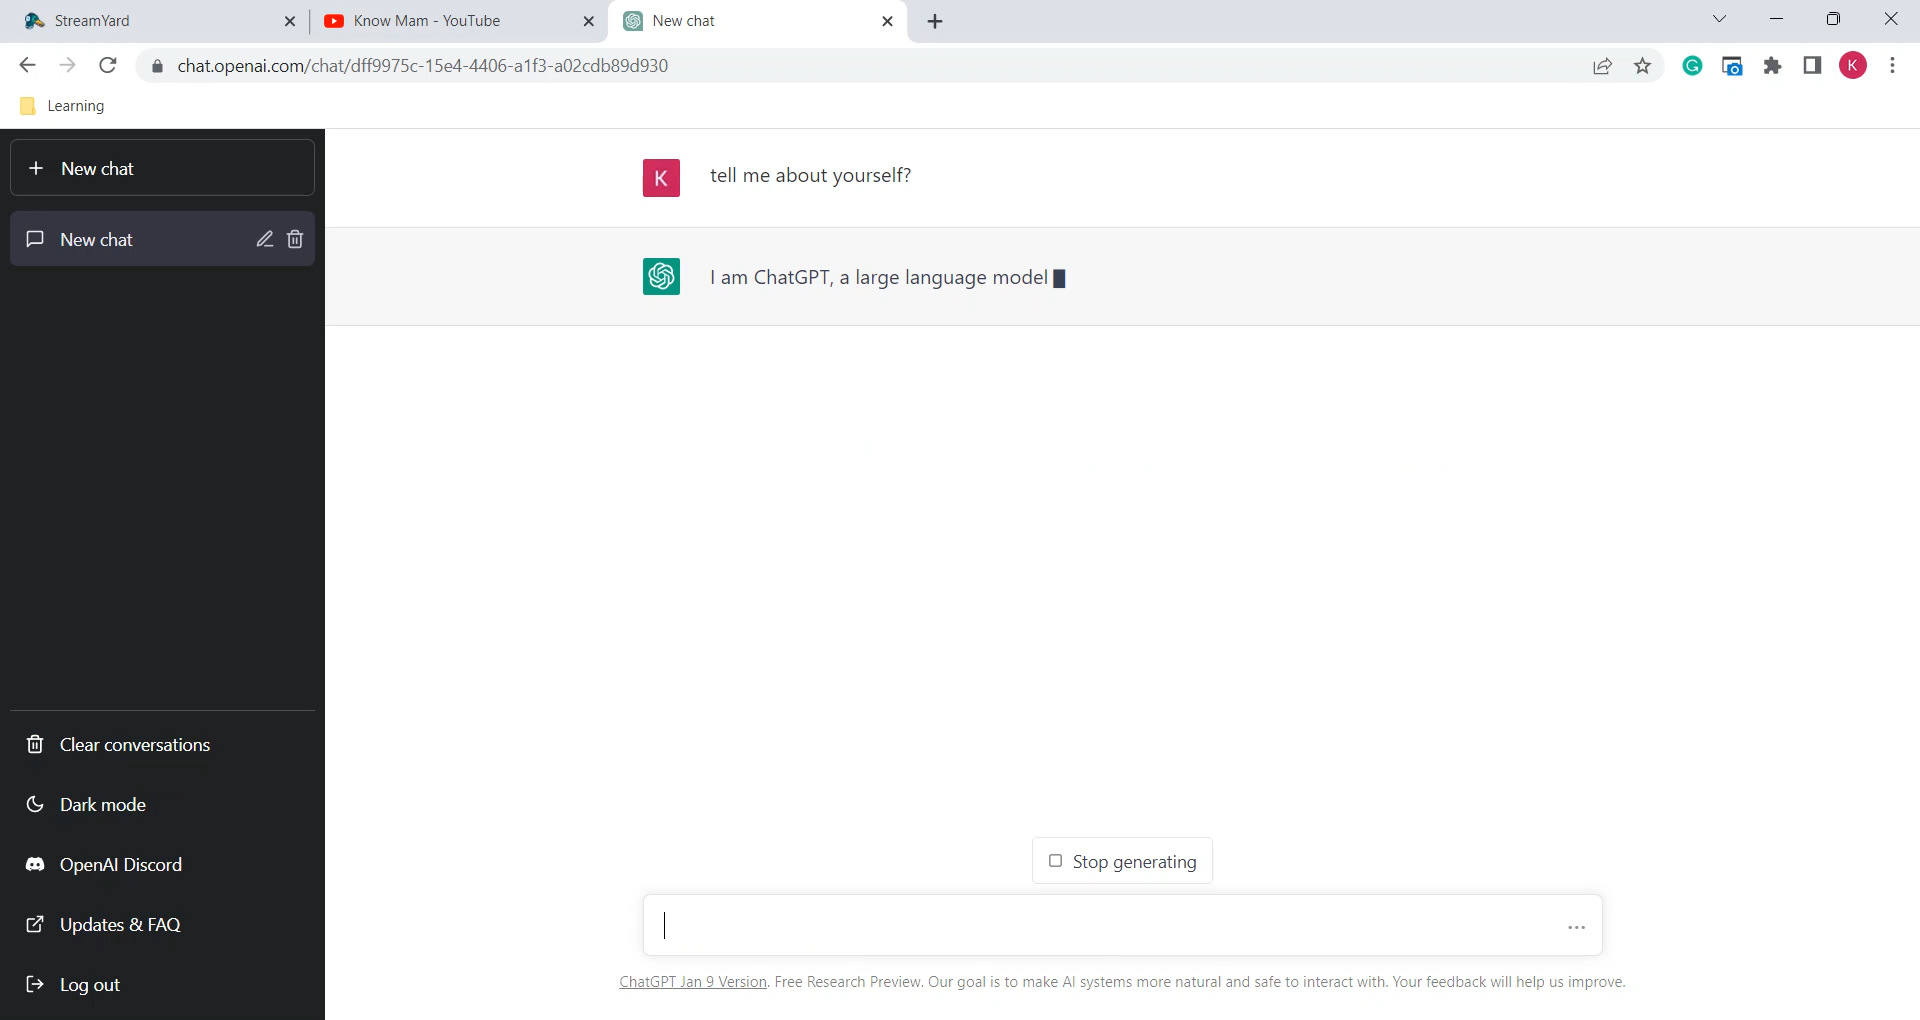 StreamYard
Know Mam - YouTube
New chat
chat.openai.com/chat/dff9975c-15e4-4406-a1f3-a02cdb89d930
K
Learning
New chat
New chat
K
tell me about yourself?
I am ChatGPT, a large language model
Clear conversations
Dark mode
OpenAI Discord
Updates & FAQ
Log out
Stop generating
ChatGPT Jan 9 Version. Free Research Preview. Our goal is to make AI systems more natural and safe to interact with. Your feedback will help us improve.